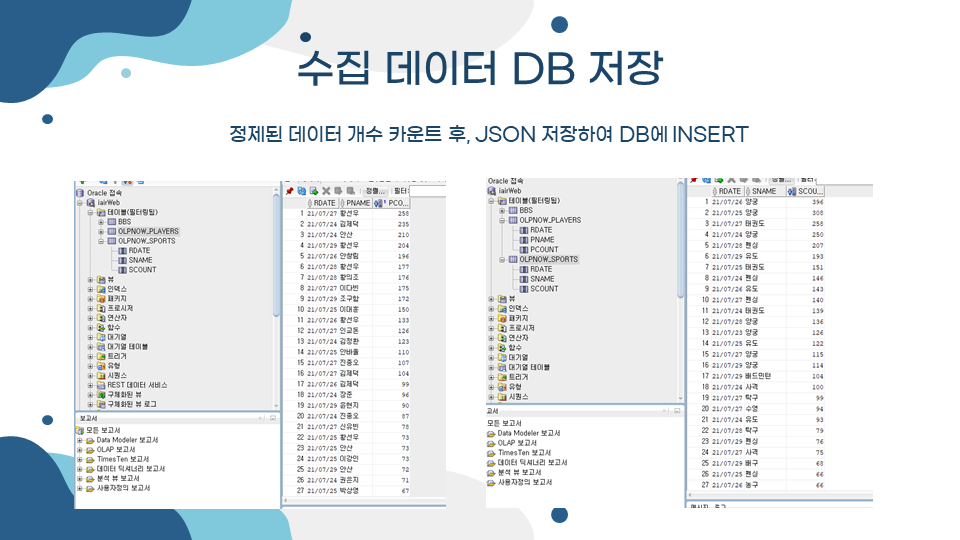 수집 데이터 DB 저장
정제된 데이터 개수 카운트 후, JSON 저장하여 DB에 INSERT
Oracle 접속
iairWeb
테이블(필터링됨)
BBS
OLPNOW_PLAYERS
OLPNOW_SPORTS
RDATE
SNAME
SCOUNT
뷰
인덱스
패키지
프로시저
연산자
함수
대기열
대기열 테이블
트리거
유형
시퀀스
REST 데이터 서비스
구체화된 뷰
구체화된 뷰 로그
보고서
모든 보고서
Data Modeler 보고서
OLAP 보고서
TimesTen 보고서
데이터 딕셔너리 보고서
분석 뷰 보고서
사용자정의 보고서
정렬... 필터:
RDATE PNAME PCO...
1 21/07/27 황선우 258
2 21/07/24 김제덕 235
3 21/07/24 안산 210
4 21/07/29 황선우 204
5 21/07/26 안창림 196
6 21/07/28 황선우 177
7 21/07/28 황의조 176
8 21/07/27 이다빈 175
9 21/07/29 조구함 172
10 21/07/25 이대훈 150
11 21/07/26 황선우 133
12 21/07/27 안금돈 126
13 21/07/24 김정환 123
14 21/07/25 안바울 110
15 21/07/27 진종오 107
16 21/07/27 김제덕 104
17 21/07/26 김제덕 99
18 21/07/24 장준 96
19 21/07/29 윤현지 90
20 21/07/24 진종오 87
21 21/07/27 신유빈 78
22 21/07/25 황선우 73
23 21/07/25 안산 73
24 21/07/25 이강인 73
25 21/07/29 안산 72
26 21/07/24 권은지 71
27 21/07/25 박상영 67
Oracle 접속
iairWeb
테이블(필터링됨)
BBS
OLPNOW_PLAYERS
RDATE
PNAME
PCOUNT
OLPNOW_SPORTS
RDATE
SNAME
SCOUNT
뷰
인덱스
패키지
프로시저
연산자
함수
대기열
대기열 테이블
트리거
유형
시퀀스
고서
모든 보고서
Data Modeler 보고서
OLAP 보고서
TimesTen 보고서
데이터 딕셔너리 보고서
분석 뷰 보고서
사용자정의 보고서
RDATE SNAME SCOU...
1 21/07/26 양궁 396
2 21/07/25 양궁 308
3 21/07/27 태권도 258
4 21/07/24 양궁 250
5 21/07/28 펜싱 207
6 21/07/29 유도 193
7 21/07/25 태권도 151
8 21/07/24 펜싱 146
9 21/07/26 유도 143
10 21/07/27 펜싱 140
11 21/07/24 태권도 139
12 21/07/28 양궁 136
13 21/07/23 양궁 126
14 21/07/25 유도 122
15 21/07/27 양궁 115
16 21/07/29 양궁 114
17 21/07/29 배드민턴 104
18 21/07/24 사격 100
19 21/07/27 탁구 99
20 21/07/27 수영 94
21 21/07/24 유도 93
22 21/07/28 탁구 79
23 21/07/29 펜싱 76
24 21/07/27 사격 75
25 21/07/29 배구 68
26 21/07/25 펜싱 66
27 21/07/26 농구 66